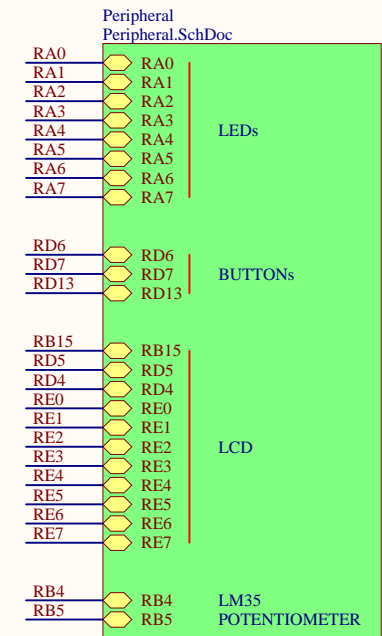 Peripheral
Peripheral.SchDoc
RA0 RA0
RA1 RA1
RA2 RA2
RA3 RA3
RA4 RA4 LEDs
RA5 RA5
RA6 RA6
RA7 RA7
RD6 RD6
RD7 RD7 BUTTONs
RD13 RD13
RB15 RB15
RD5 RD5
RD4 RD4
RE0 RE0
RE1 RE1
RE2 RE2 LCD
RE3 RE3
RE4 RE4
RE5 RE5
RE6 RE6
RE7 RE7
RB4 RB4 LM35
RB5 RB5 POTENTIOMETER